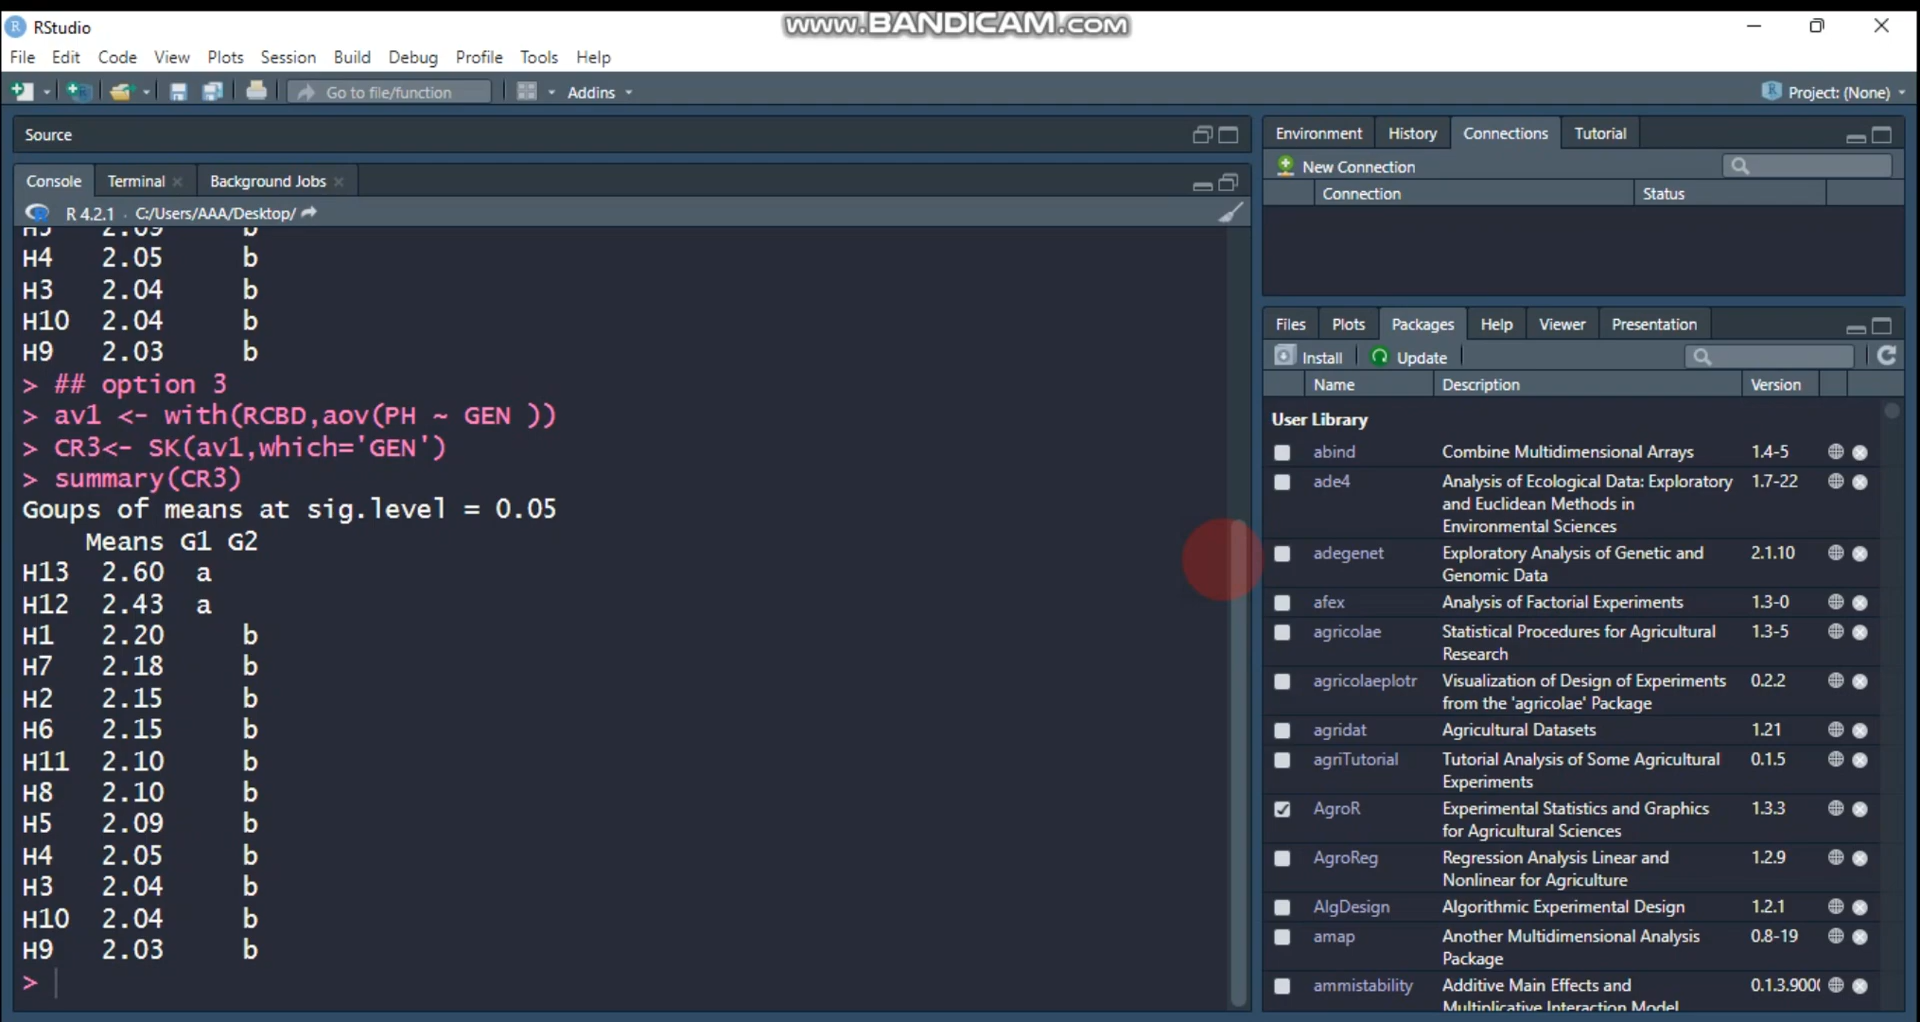 www.BANDICAM.com
RStudio
File Edit Code View Plots Session Build Debug Profile Tools Help
Go to file/function Addins Project: (None)
Source
Console Terminal Background Jobs
R 4.2.1 · C:/Users/AAA/Desktop/
H5 2.09 b
H4 2.05 b
H3 2.04 b
H10 2.04 b
H9 2.03 b
> ## option 3
> av1 <- with(RCBD,aov(PH ~ GEN ))
> CR3<- SK(av1,which='GEN')
> summary(CR3)
Goups of means at sig.level = 0.05
Means G1 G2
H13 2.60 a
H12 2.43 a
H1 2.20 b
H7 2.18 b
H2 2.15 b
H6 2.15 b
H11 2.10 b
H8 2.10 b
H5 2.09 b
H4 2.05 b
H3 2.04 b
H10 2.04 b
H9 2.03 b
>
Environment History Connections Tutorial
New Connection
Connection Status
Files Plots Packages Help Viewer Presentation
Install Update
Name Description Version
User Library
abind Combine Multidimensional Arrays 1.4-5
ade4 Analysis of Ecological Data: Exploratory 1.7-22
and Euclidean Methods in
Environmental Sciences
adegenet Exploratory Analysis of Genetic and 2.1.10
Genomic Data
afex Analysis of Factorial Experiments 1.3-0
agricolae Statistical Procedures for Agricultural 1.3-5
Research
agricolaeplotr Visualization of Design of Experiments 0.2.2
from the 'agricolae' Package
agridat Agricultural Datasets 1.21
agriTutorial Tutorial Analysis of Some Agricultural 0.1.5
Experiments
AgroR Experimental Statistics and Graphics 1.3.3
for Agricultural Sciences
AgroReg Regression Analysis Linear and 1.2.9
Nonlinear for Agriculture
AlgDesign Algorithmic Experimental Design 1.2.1
amap Another Multidimensional Analysis 0.8-19
Package
ammistability Additive Main Effects and 0.1.3.900
Multiplicative Interaction Model